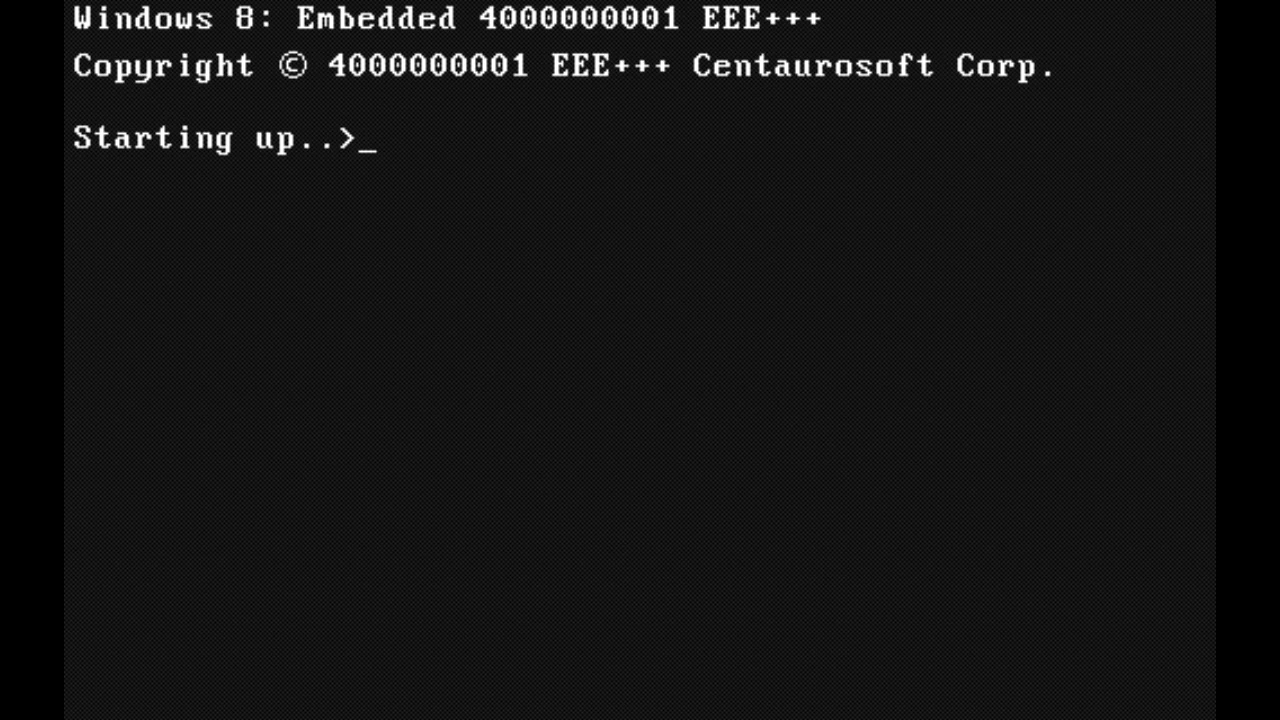 Windows 8: Embedded 4000000001 EEE+++
Copyright © 4000000001 EEE+++ Centaurosoft Corp.
Starting up..>_